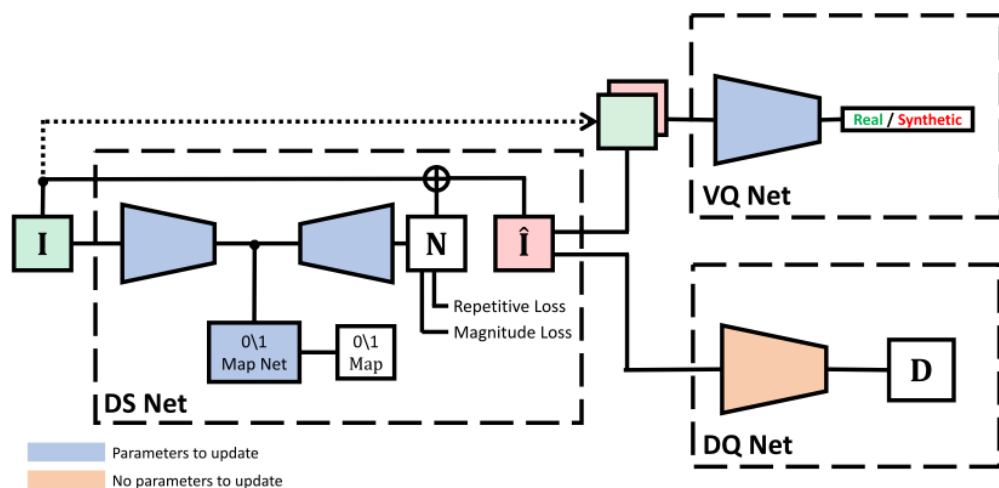 Real / Synthetic
VQ Net
I
N
Î
Repetitive Loss
Magnitude Loss
0\1
Map Net
0\1
Map
DS Net
D
DQ Net
Parameters to update
No parameters to update